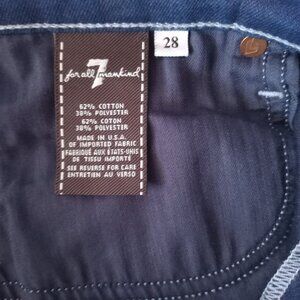 for all 7 mankind
28
62% COTTON
38% POLYESTER
62% COTON
38% POLYESTER
MADE IN U.S.A.
OF IMPORTED FABRIC
FABRIQUE AUX ÉTATS-UNIS
DE TISSU IMPORTÉ
SEE REVERSE FOR CARE
ENTRETIEN AU VERSO